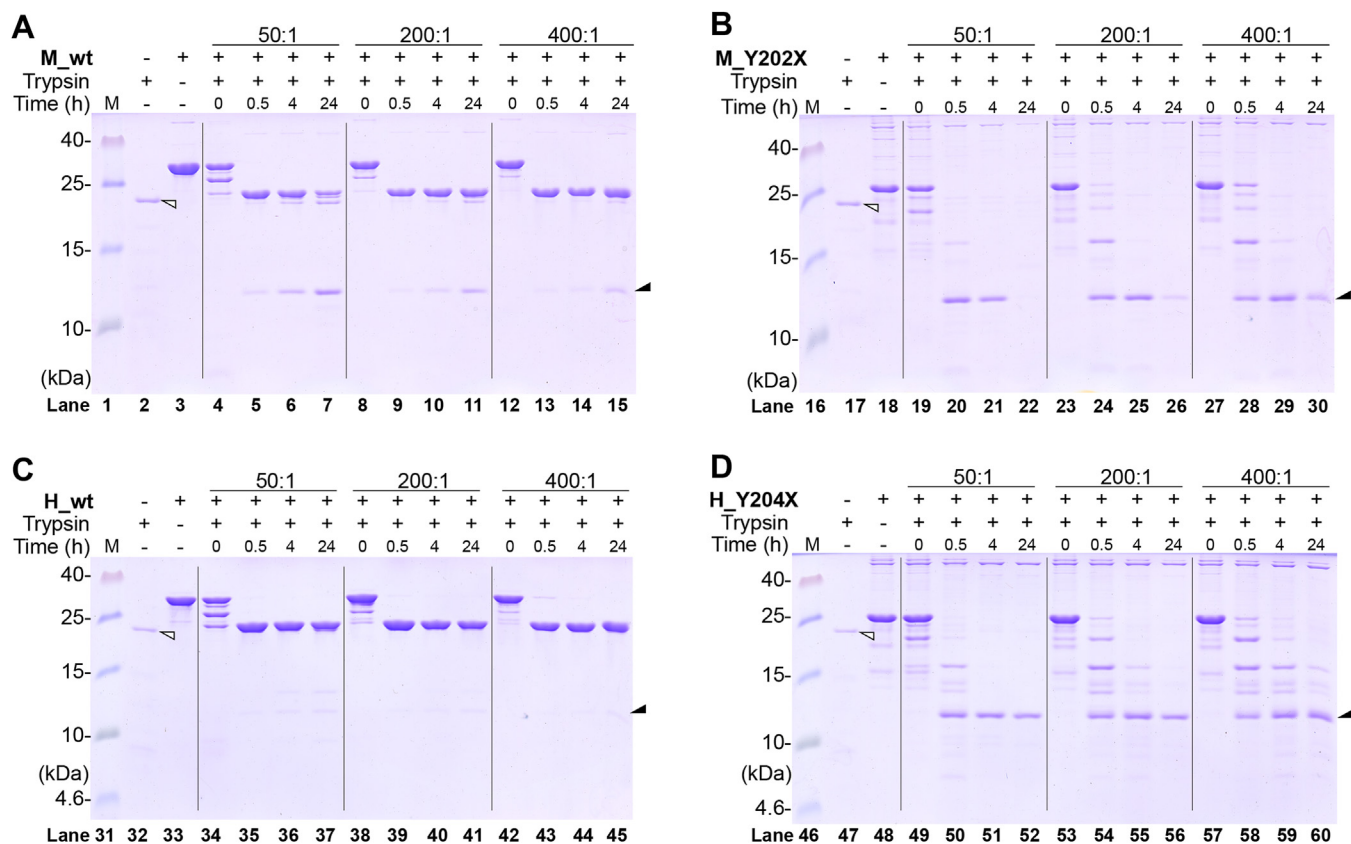 A
50:1 200:1 400:1
M_wt - + + + + + + + + + + + + +
Trypsin + - + + + + + + + + + + + +
Time (h) M - - 0 0.5 4 24 0 0.5 4 24 0 0.5 4 24
40-
25-
15-
10-
(kDa)
Lane 1 2 3 4 5 6 7 8 9 10 11 12 13 14 15
B
50:1 200:1 400:1
M_Y202X - + + + + + + + + + + + + +
Trypsin + - + + + + + + + + + + + +
Time (h) M - - 0 0.5 4 24 0 0.5 4 24 0 0.5 4 24
40-
25-
15-
10-
(kDa)
Lane 16 17 18 19 20 21 22 23 24 25 26 27 28 29 30
C
50:1 200:1 400:1
H_wt - + + + + + + + + + + + + +
Trypsin + - + + + + + + + + + + + +
Time (h) M - - 0 0.5 4 24 0 0.5 4 24 0 0.5 4 24
40-
25-
15-
10-
(kDa)
4.6-
Lane 31 32 33 34 35 36 37 38 39 40 41 42 43 44 45
D
50:1 200:1 400:1
H_Y204X - + + + + + + + + + + + + +
Trypsin + - + + + + + + + + + + + +
Time (h) M - - 0 0.5 4 24 0 0.5 4 24 0 0.5 4 24
40-
25-
15-
10-
(kDa)
4.6-
Lane 46 47 48 49 50 51 52 53 54 55 56 57 58 59 60